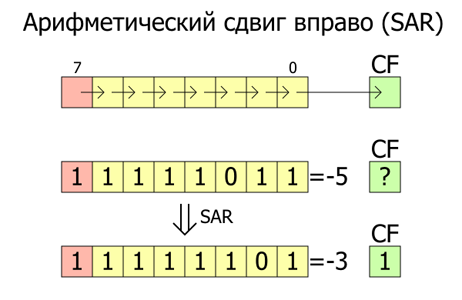 Арифметический сдвиг вправо (SAR)
7 0 CF
CF
1 1 1 1 1 0 1 1 =-5 ?
SAR
CF
1 1 1 1 1 1 0 1 =-3 1